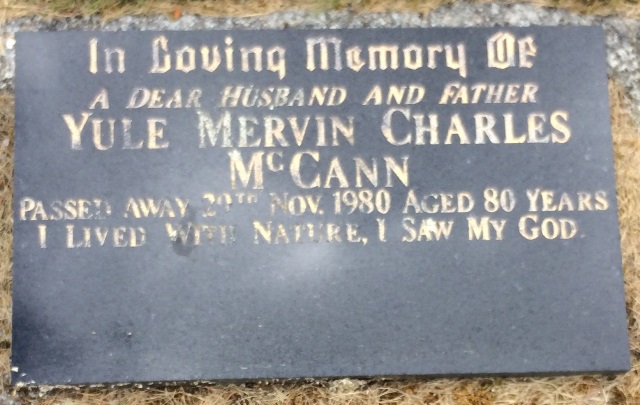 In Loving Memory Of
A DEAR HUSBAND AND FATHER
YULE MERVIN CHARLES
McCANN
PASSED AWAY 29TH NOV. 1980 AGED 80 YEARS
I LIVED WITH NATURE, I SAW MY GOD.